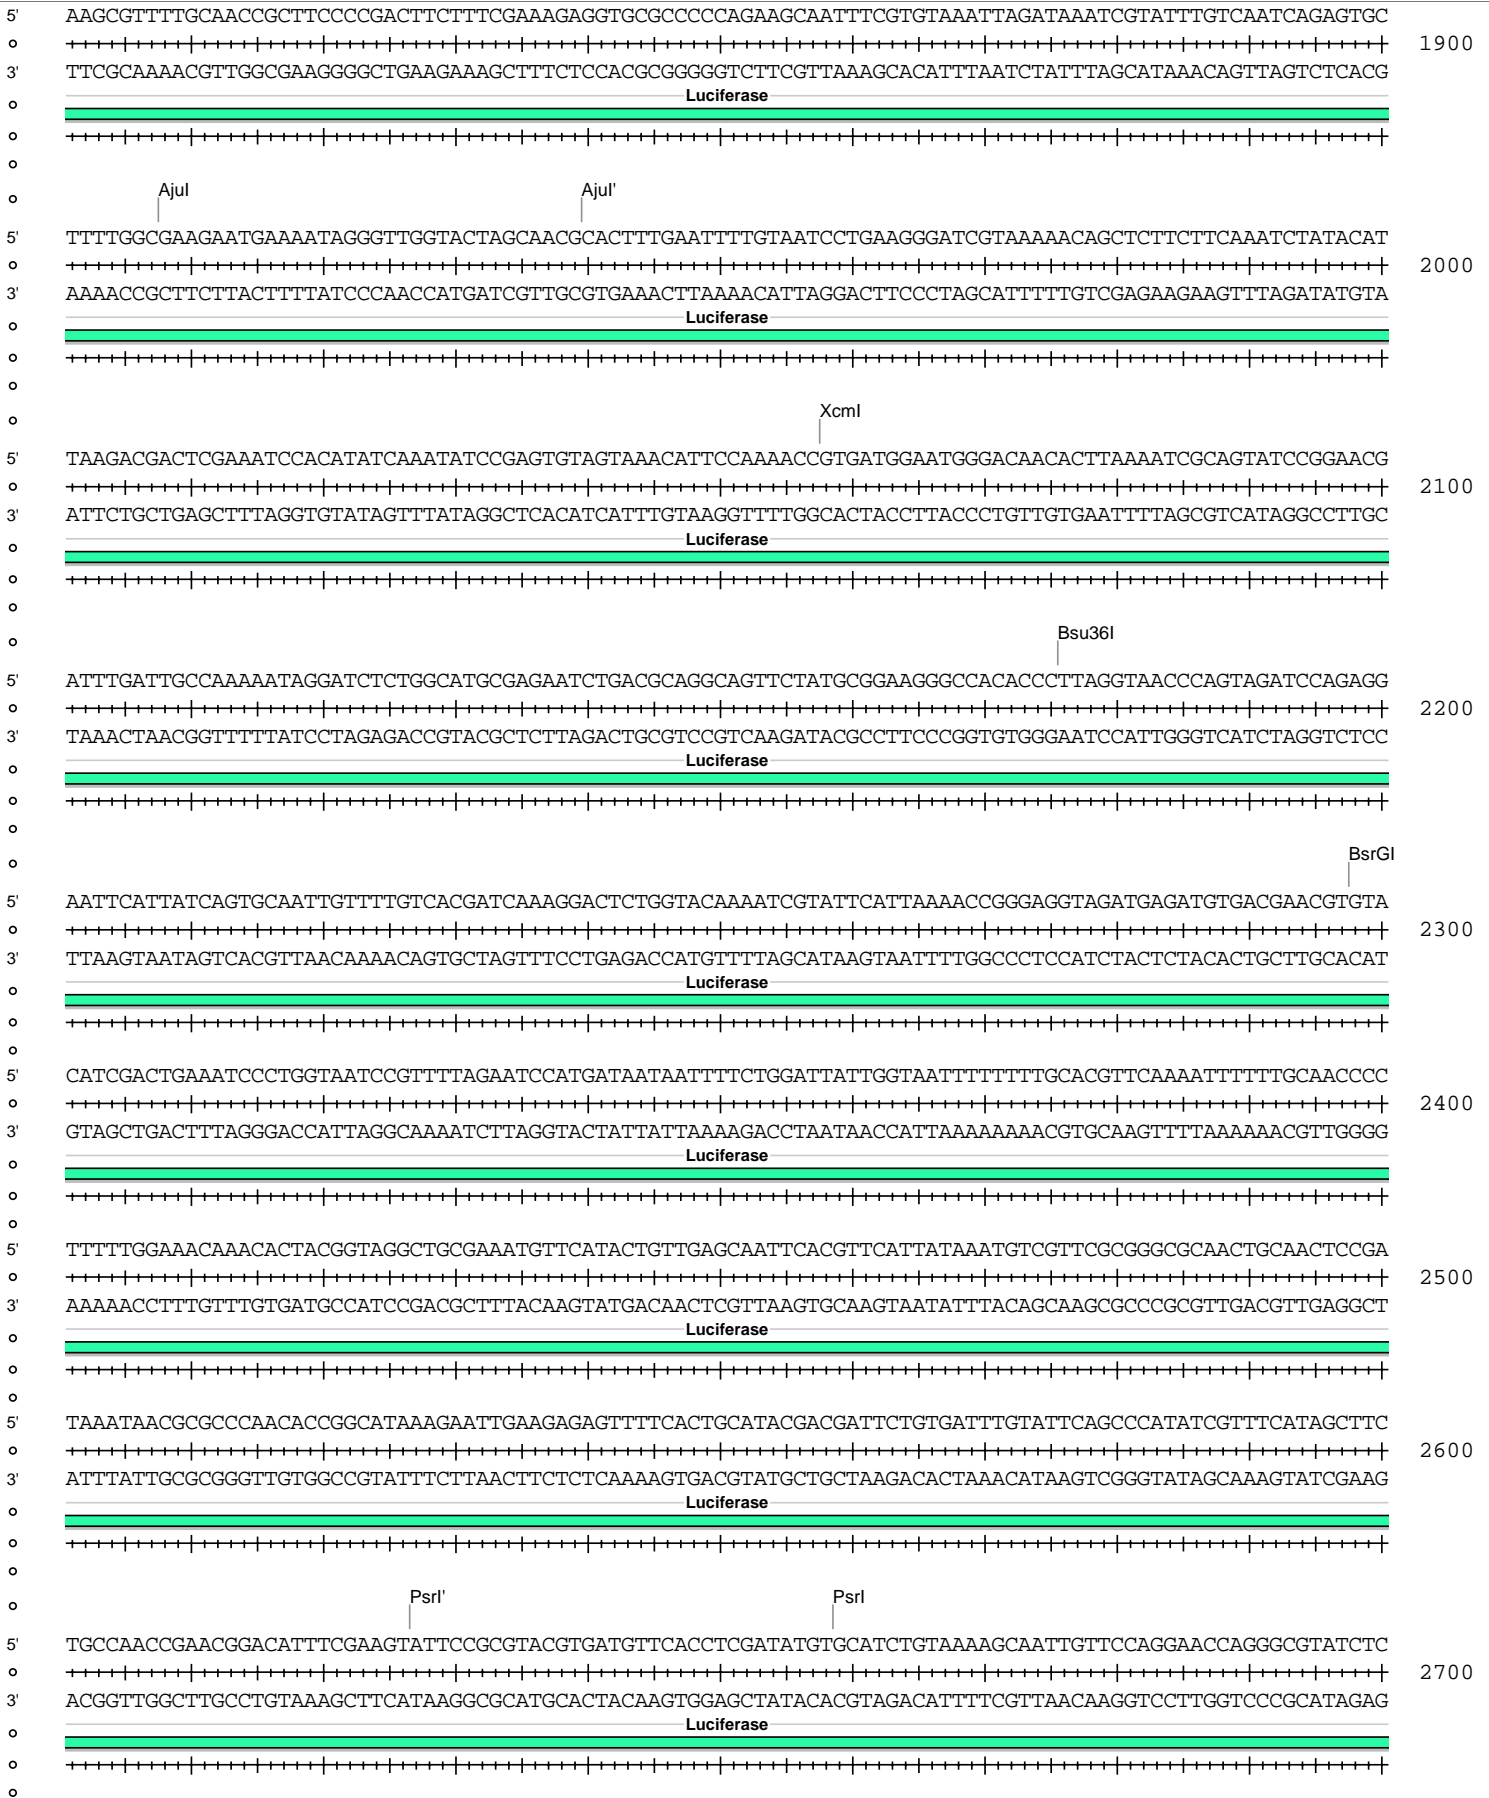 5' AAGCGTTTTGCAACCGCTTCCCCGACTTCTTTCGAAAGAGGTGCGCCCCCAGAAGCAATTTCGTGTAAATTAGATAAATCGTATTTGTCAATCAGAGTGC
1900
3' TTCGCAAAACGTTGGCGAAGGGGCTGAAGAAAGCTTTCTCCACGCGGGGGTCTTCGTTAAAGCACATTTAATCTATTTAGCATAAACAGTTAGTCTCACG
Luciferase
AjuI AjuI'
5' TTTTGGCGAAGAATGAAAATAGGGTTGGTACTAGCAACGCACTTTGAATTTTGTAATCCTGAAGGGATCGTAAAAACAGCTCTTCTTCAAATCTATACAT
2000
3' AAAACCGCTTCTTACTTTTATCCCAACCATGATCGTTGCGTGAAACTTAAAACATTAGGACTTCCCTAGCATTTTTGTCGAGAAGAAGTTTAGATATGTA
Luciferase
XcmI
5' TAAGACGACTCGAAATCCACATATCAAATATCCGAGTGTAGTAAACATTCCAAAACCGTGATGGAATGGGACAACACTTAAAATCGCAGTATCCGGAACG
2100
3' ATTCTGCTGAGCTTTAGGTGTATAGTTTATAGGCTCACATCATTTGTAAGGTTTTGGCACTACCTTACCCTGTTGTGAATTTTAGCGTCATAGGCCTTGC
Luciferase
Bsu36I
5' ATTTGATTGCCAAAAATAGGATCTCTGGCATGCGAGAATCTGACGCAGGCAGTTCTATGCGGAAGGGCCACACCCTTAGGTAACCCAGTAGATCCAGAGG
2200
3' TAAACTAACGGTTTTTATCCTAGAGACCGTACGCTCTTAGACTGCGTCCGTCAAGATACGCCTTCCCGGTGTGGGAATCCATTGGGTCATCTAGGTCTCC
Luciferase
BsrGI
5' AATTCATTATCAGTGCAATTGTTTTGTCACGATCAAAGGACTCTGGTACAAAATCGTATTCATTAAAACCGGGAGGTAGATGAGATGTGACGAACGTGTA
2300
3' TTAAGTAATAGTCACGTTAACAAAACAGTGCTAGTTTCCTGAGACCATGTTTTAGCATAAGTAATTTTGGCCCTCCATCTACTCTACACTGCTTGCACAT
Luciferase
5' CATCGACTGAAATCCCTGGTAATCCGTTTTAGAATCCATGATAATAATTTTCTGGATTATTGGTAATTTTTTTTGCACGTTCAAAATTTTTTGCAACCCC
2400
3' GTAGCTGACTTTAGGGACCATTAGGCAAAATCTTAGGTACTATTATTAAAAGACCTAATAACCATTAAAAAAAACGTGCAAGTTTTAAAAAACGTTGGGG
Luciferase
5' TTTTTGGAAACAAACACTACGGTAGGCTGCGAAATGTTCATACTGTTGAGCAATTCACGTTCATTATAAATGTCGTTCGCGGGCGCAACTGCAACTCCGA
2500
3' AAAAACCTTTGTTTGTGATGCCATCCGACGCTTTACAAGTATGACAACTCGTTAAGTGCAAGTAATATTTACAGCAAGCGCCCGCGTTGACGTTGAGGCT
Luciferase
5' TAAATAACGCGCCCAACACCGGCATAAAGAATTGAAGAGAGTTTTCACTGCATACGACGATTCTGTGATTTGTATTCAGCCCATATCGTTTCATAGCTTC
2600
3' ATTTATTGCGCGGGTTGTGGCCGTATTTCTTAACTTCTCTCAAAAGTGACGTATGCTGCTAAGACACTAAACATAAGTCGGGTATAGCAAAGTATCGAAG
Luciferase
PsrI' PsrI
5' TGCCAACCGAACGGACATTTCGAAGTATTCCGCGTACGTGATGTTCACCTCGATATGTGCATCTGTAAAAGCAATTGTTCCAGGAACCAGGGCGTATCTC
2700
3' ACGGTTGGCTTGCCTGTAAAGCTTCATAAGGCGCATGCACTACAAGTGGAGCTATACACGTAGACATTTTCGTTAACAAGGTCCTTGGTCCCGCATAGAG
Luciferase